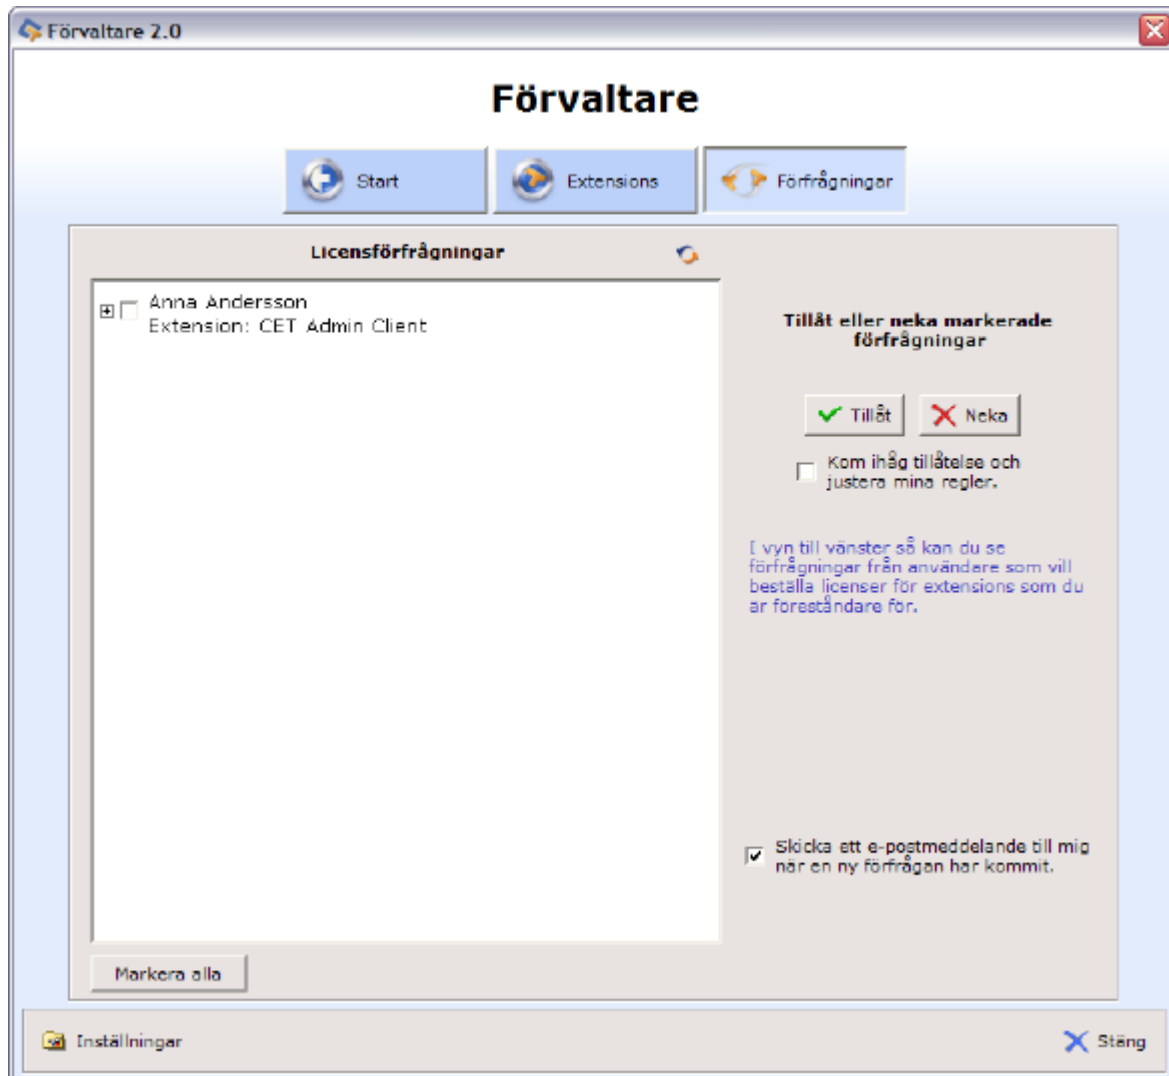 Förvaltare 2.0
Förvaltare
Start
Extensions
Förfrågningar
Licensförfrågningar
Anna Andersson
Extension: CET Admin Client
Tillåt eller neka markerade
förfrågningar
Tillåt
Neka
Kom ihåg tillåtelse och
justera mina regler.
I vyn till vänster så kan du se
förfrågningar från användare som vill
beställa licenser för extensions som du
är föreståndare för.
Skicka ett e-postmeddelande till mig
när en ny förfrågan har kommit.
Markera alla
Inställningar
Stäng